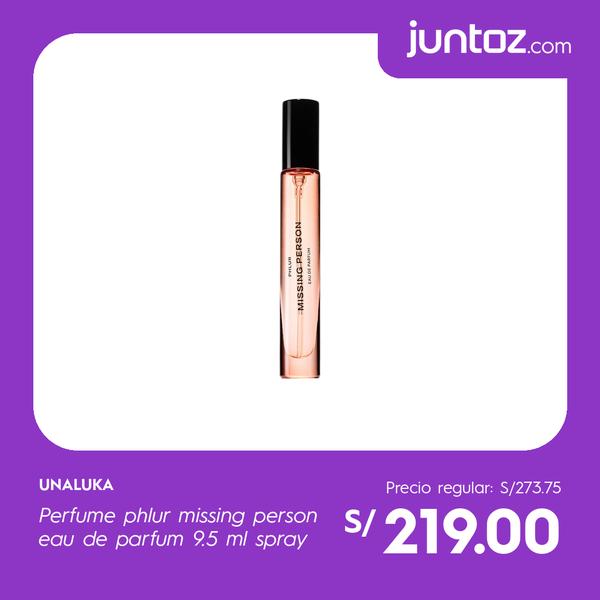 juntoz.com
PHLUR
MISSING PERSON
EAU DE PARFUM
UNALUKA
Perfume phlur missing person
eau de parfum 9.5 ml spray
Precio regular: S/273.75
S/219.00